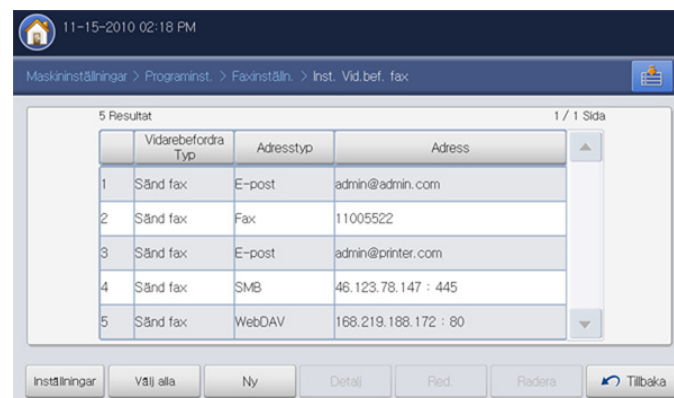 11-15-2010 02:18 PM
Maskininställningar > Programinst. > Faxinställn. > Inst. Vid.bef. fax
5 Resultat 1 / 1 Sida
Vidarebefordra Typ Adresstyp Adress
1 Sänd fax E-post admin@admin.com
2 Sänd fax Fax 11005522
3 Sänd fax E-post admin@printer.com
4 Sänd fax SMB 46.123.78.147 : 445
5 Sänd fax WebDAV 168.219.188.172 : 80
Inställningar Välj alla Ny Detalj Red. Radera Tillbaka